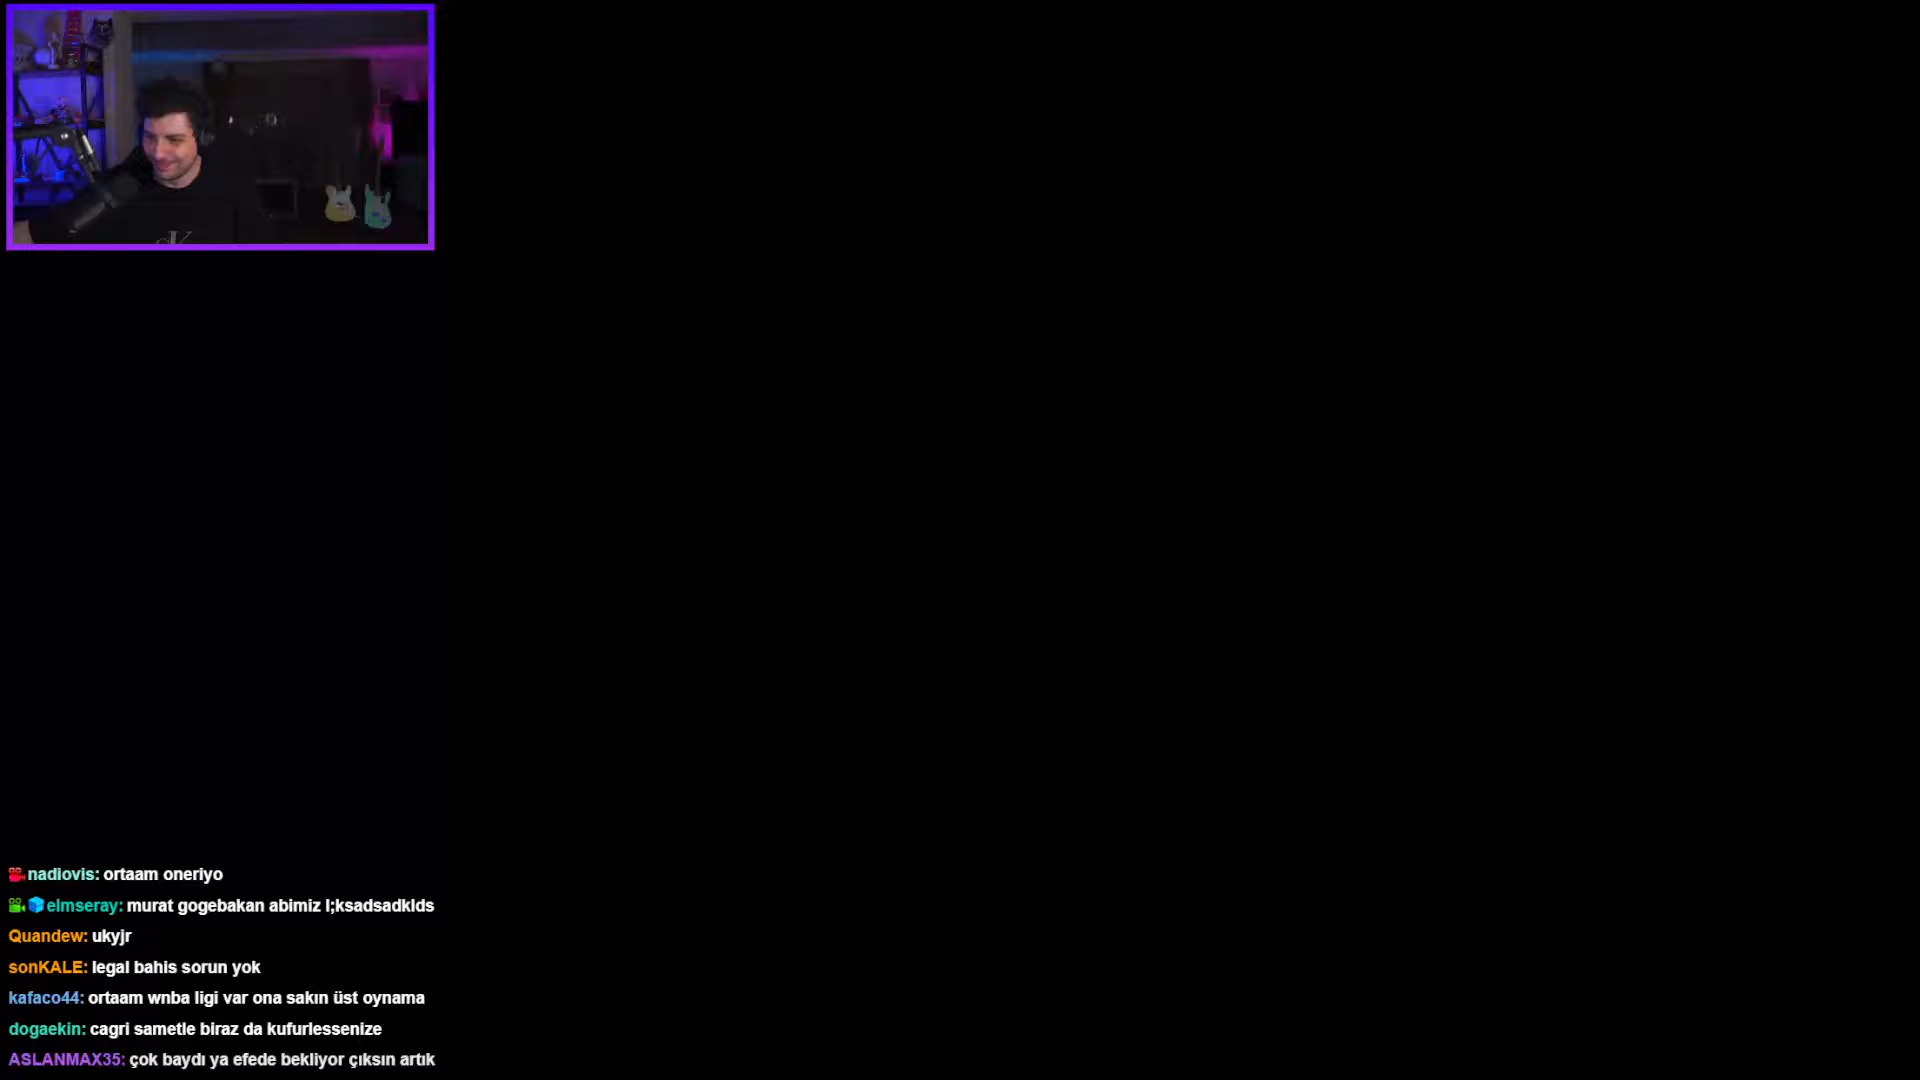 nadiovis: ortaam oneriyo
elmseray: murat gogebakan abimiz l;ksadsadklds
Quandew: ukyjr
sonKALE: legal bahis sorun yok
kafaco44: ortaam wnba ligi var ona sakın üst oynama
dogaekin: cagri sametle biraz da kufurlessenize
ASLANMAX35: çok baydı ya efede bekliyor çıksın artık